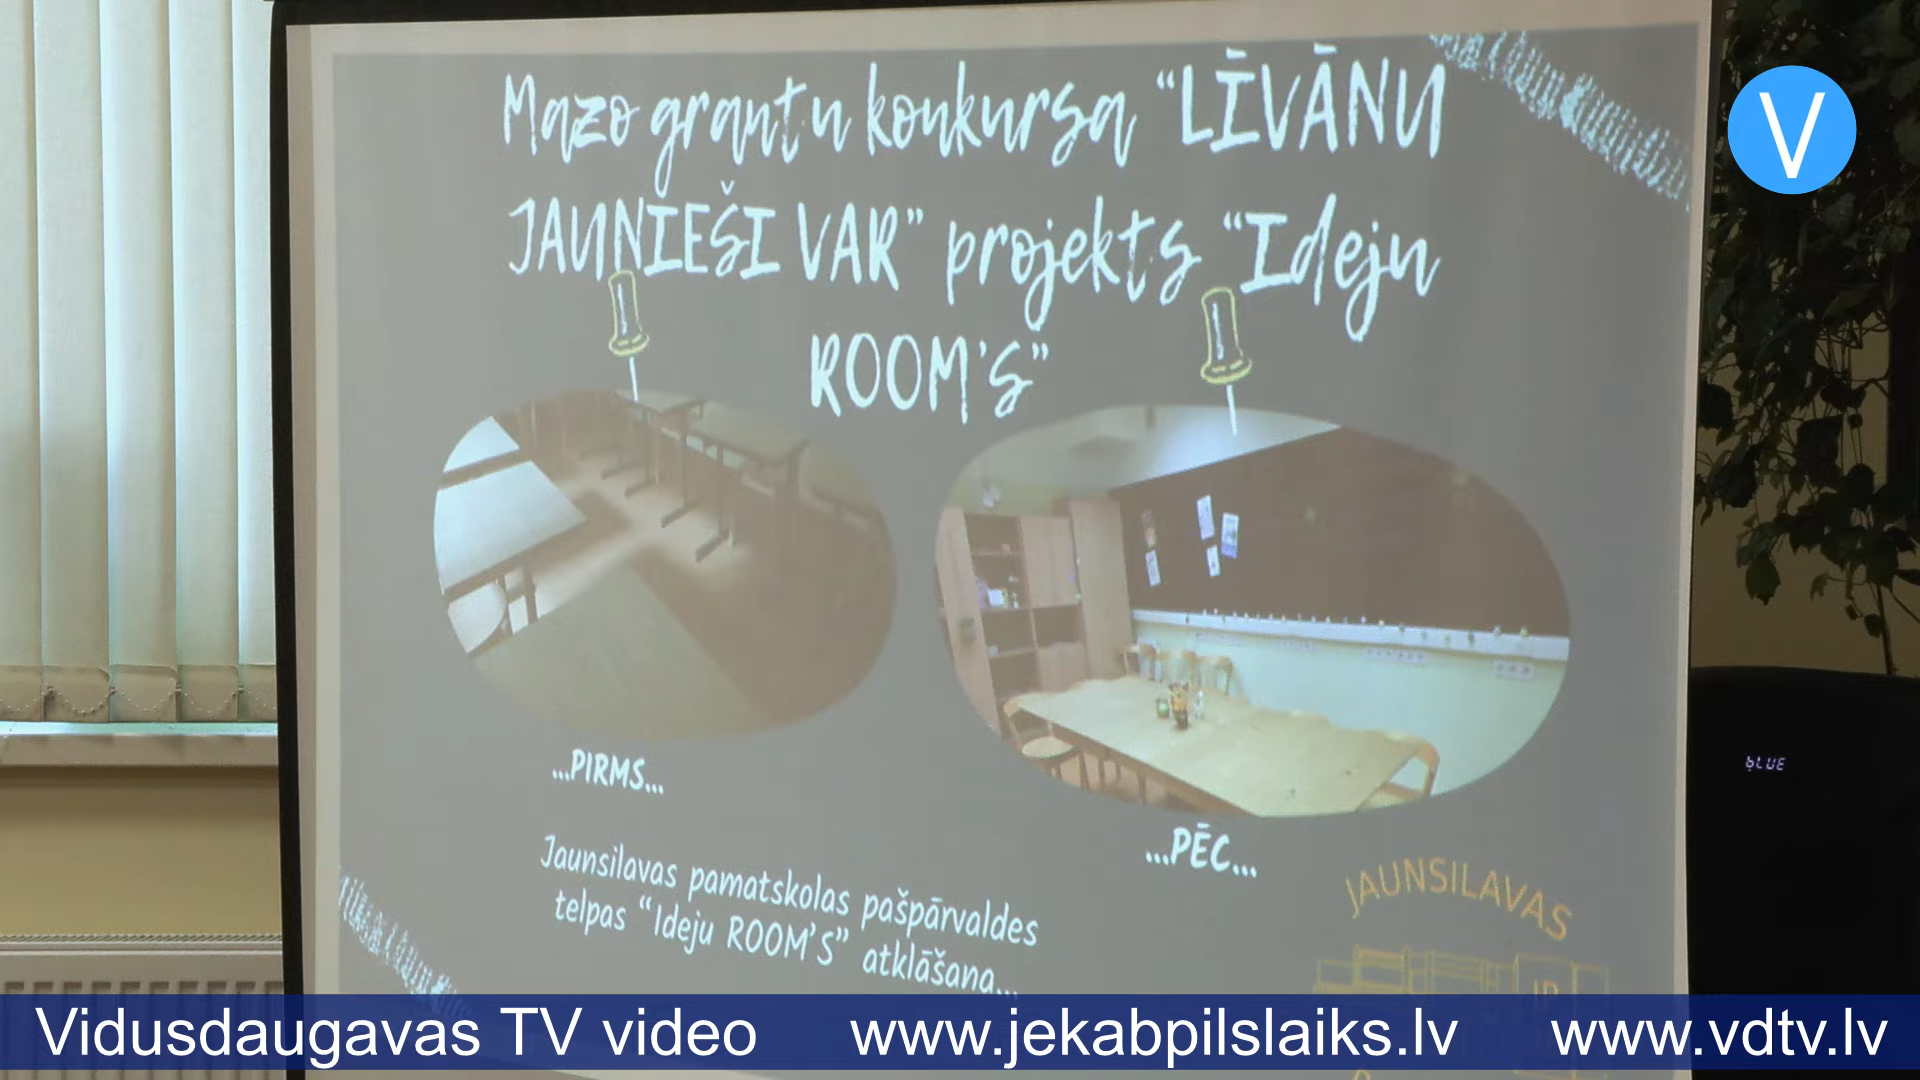 Mazo grantu konkursa “LĪVĀNU
JAUNIEŠI VAR” projekts “Ideju
ROOM'S”
V
...PIRMS...
...PĒC...
Jaunsilavas pamatskolas pašpārvaldes
telpas “Ideju ROOM'S” atklāšana...
JAUNSILAVAS
BLUE
Vidusdaugavas TV video www.jekabpilslaiks.lv www.vdtv.lv